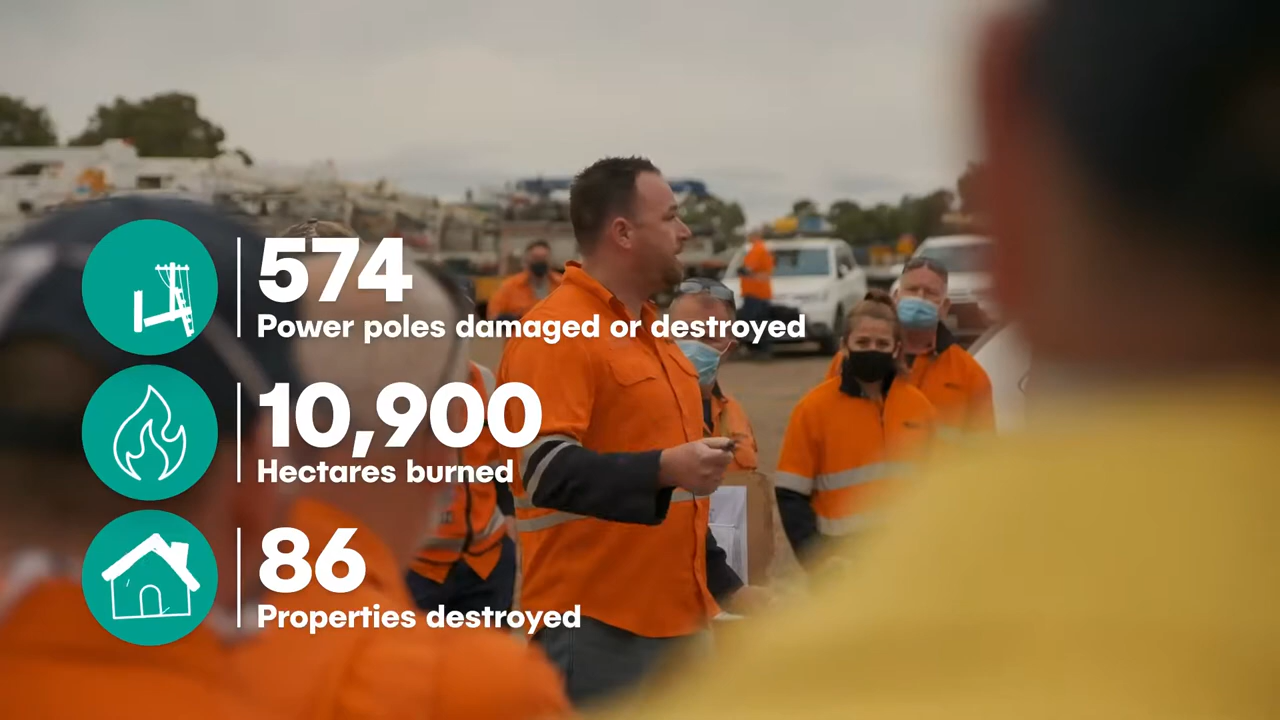 574
Power poles damaged or destroyed
10,900
Hectares burned
86
Properties destroyed